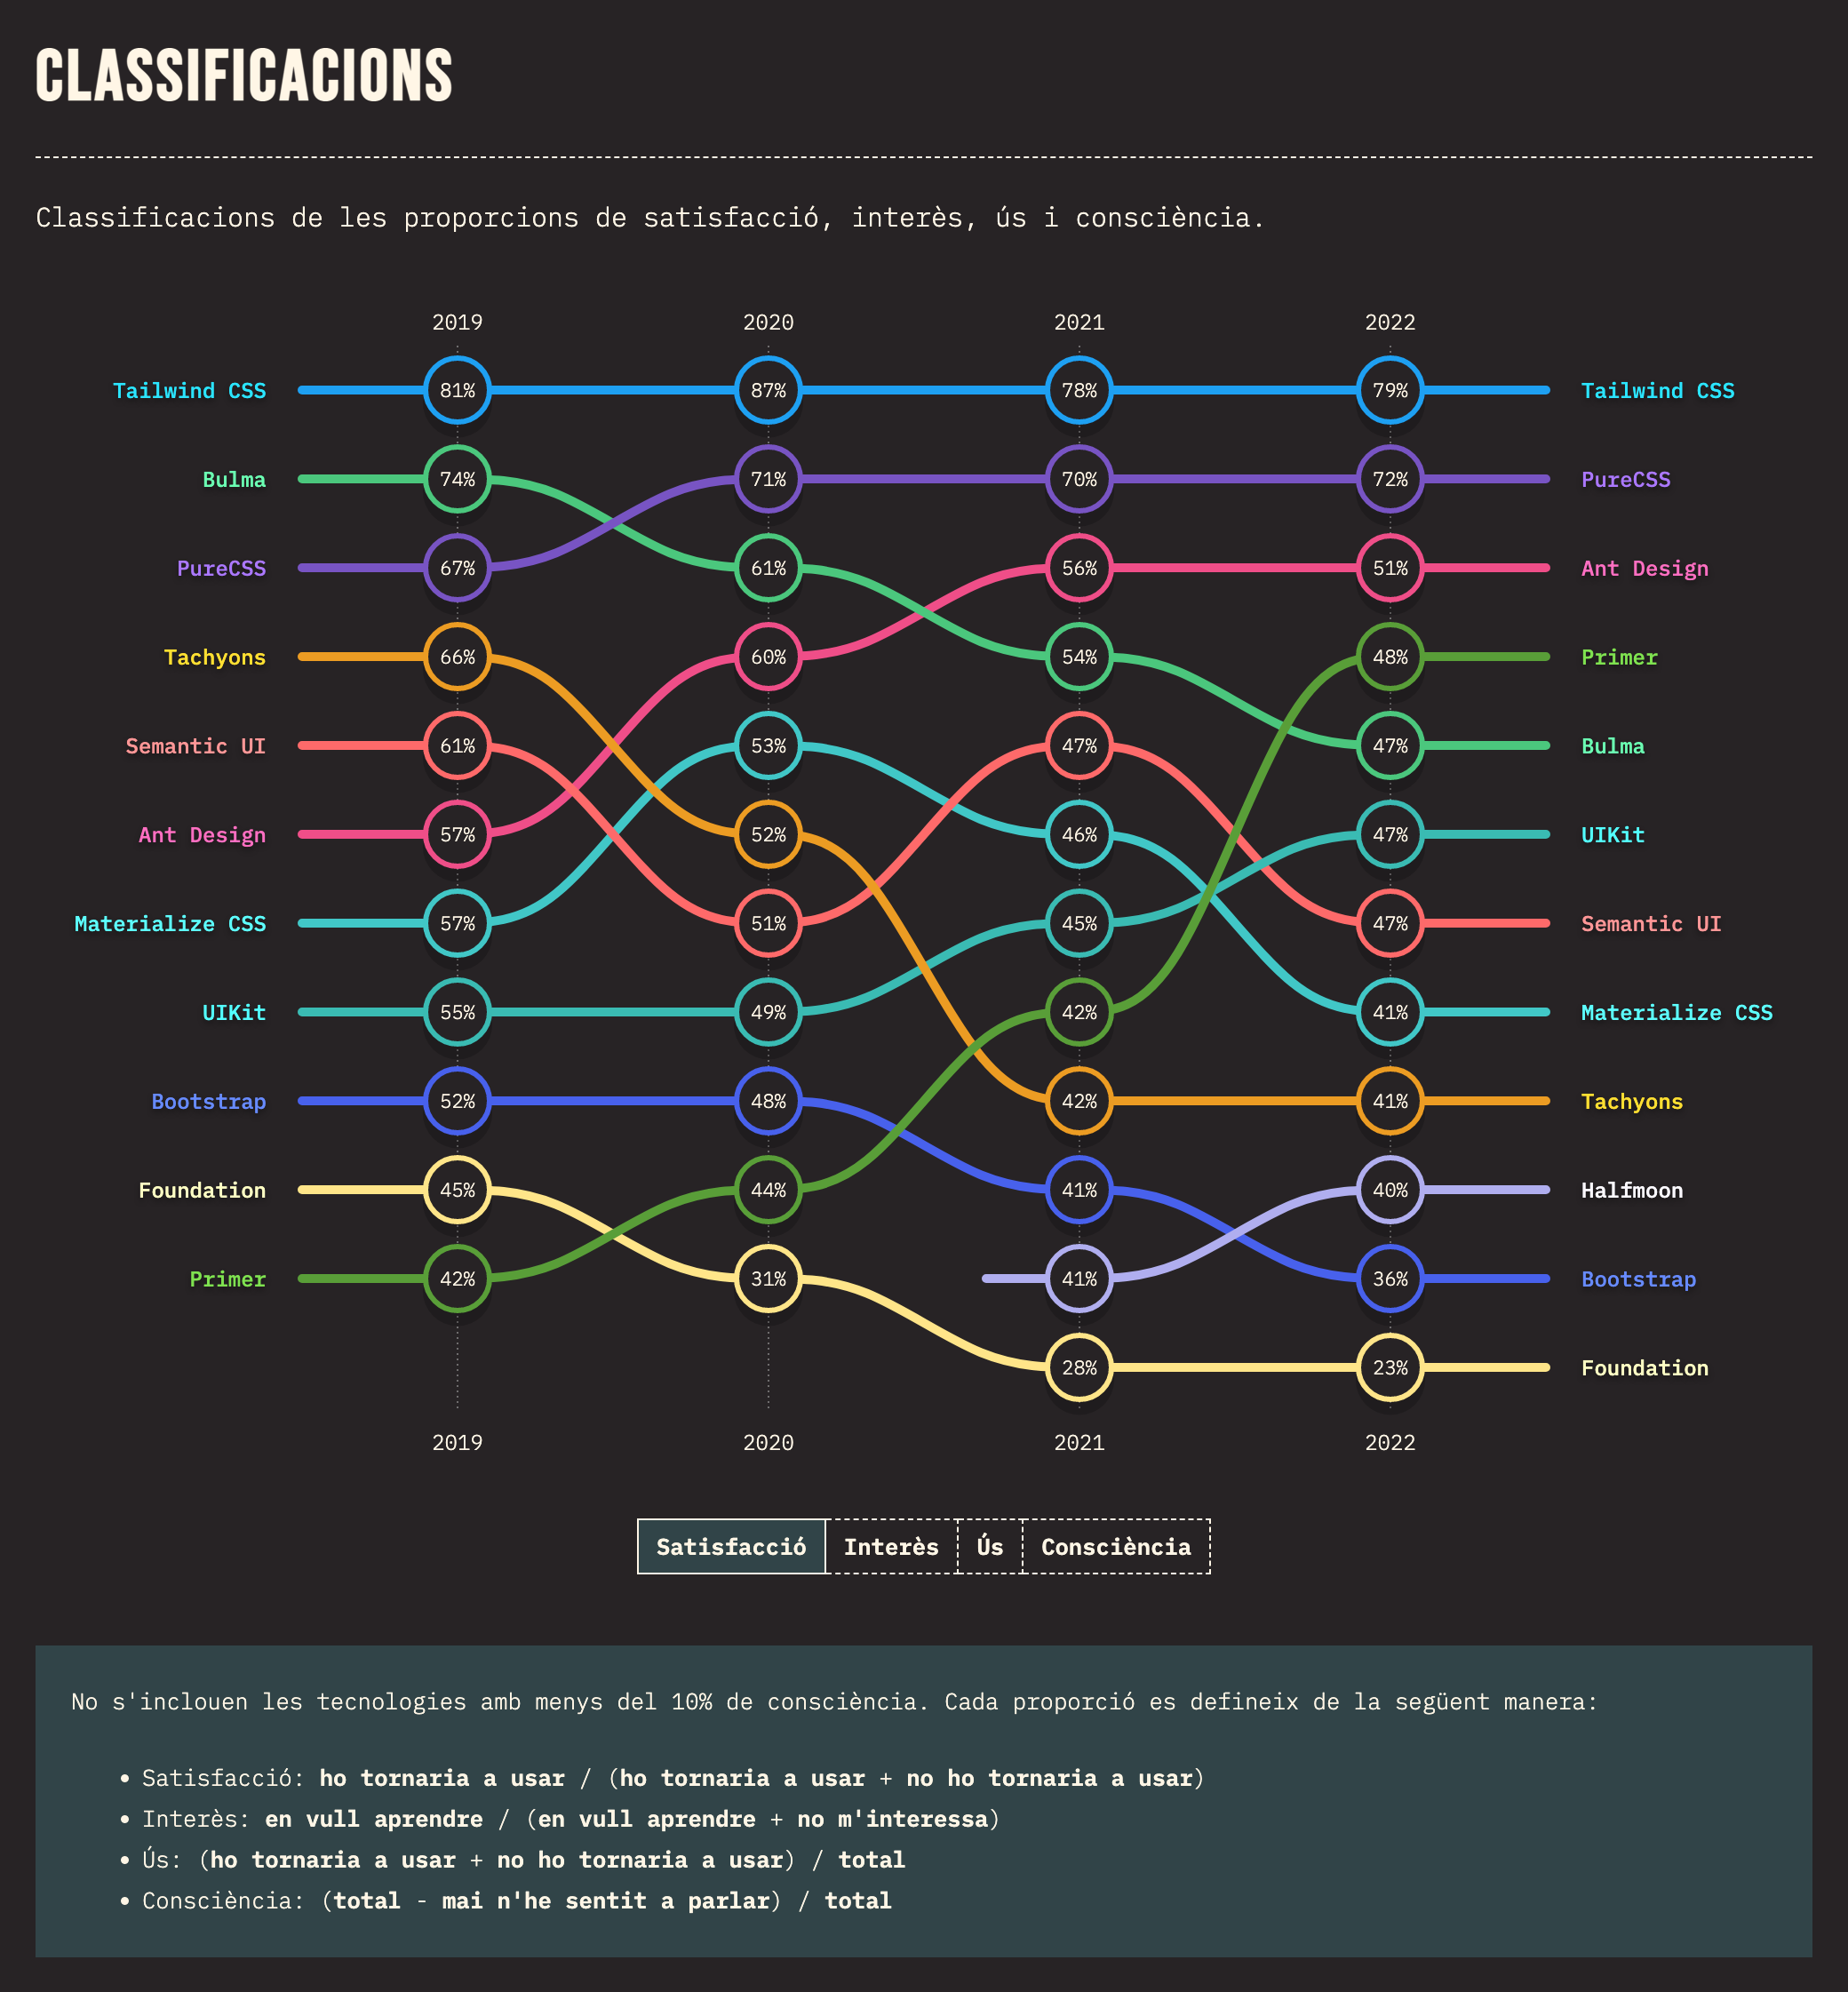 CLASSIFICACIONS
Classificacions de les proporcions de satisfacció, interès, ús i consciència.
2019 2020 2021 2022
Tailwind CSS 81% 87% 78% 79% Tailwind CSS
Bulma 74% 71% 70% 72% PureCSS
PureCSS 67% 61% 56% 51% Ant Design
Tachyons 66% 60% 54% 48% Primer
Semantic UI 61% 53% 47% 47% Bulma
Ant Design 57% 52% 46% 47% UIKit
Materialize CSS 57% 51% 45% 47% Semantic UI
UIKit 55% 49% 42% 41% Materialize CSS
Bootstrap 52% 48% 42% 41% Tachyons
Foundation 45% 44% 41% 40% Halfmoon
Primer 42% 31% 41% 36% Bootstrap
28% 23% Foundation
2019 2020 2021 2022
Satisfacció Interès Ús Consciència
No s'inclouen les tecnologies amb menys del 10% de consciència. Cada proporció es defineix de la següent manera:
• Satisfacció: ho tornaria a usar / (ho tornaria a usar + no ho tornaria a usar)
• Interès: en vull aprendre / (en vull aprendre + no m'interessa)
• Ús: (ho tornaria a usar + no ho tornaria a usar) / total
• Consciència: (total - mai n'he sentit a parlar) / total